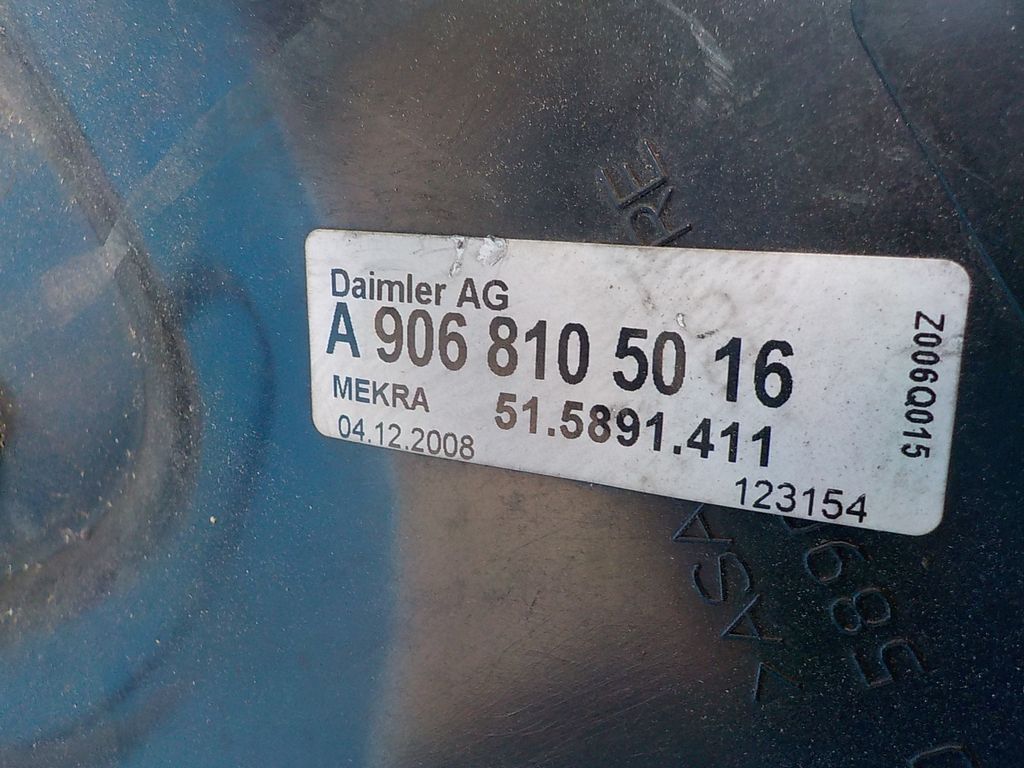 Daimler AG
A 906 810 50 16
MEKRA 51.5891.411
04.12.2008
123154
Z006Q015